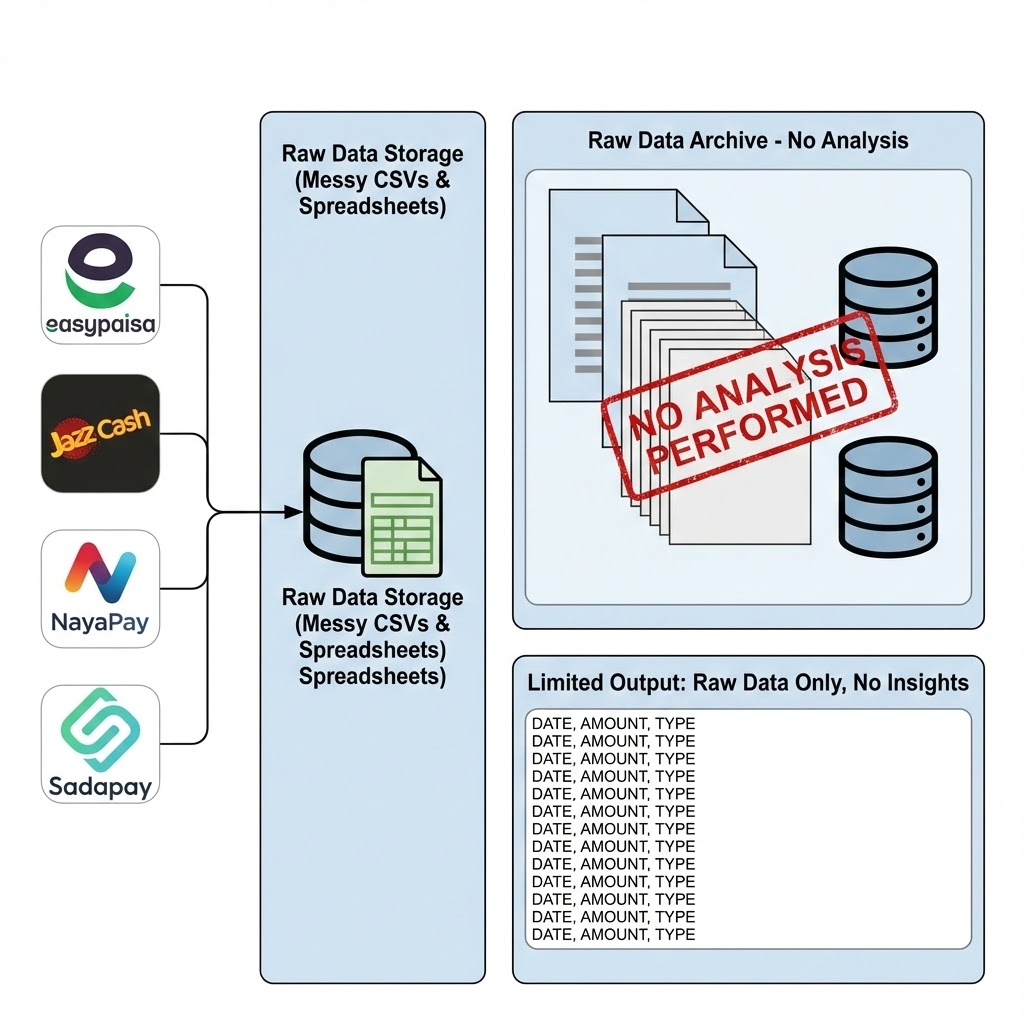 easypaisa
Jazz Cash
NayaPay
Sadapay
Raw Data Storage
(Messy CSVs &
Spreadsheets)
Raw Data Storage
(Messy CSVs &
Spreadsheets)
Spreadsheets)
Raw Data Archive - No Analysis
NO ANALYSIS
PERFORMED
Limited Output: Raw Data Only, No Insights
DATE, AMOUNT, TYPE
DATE, AMOUNT, TYPE
DATE, AMOUNT, TYPE
DATE, AMOUNT, TYPE
DATE, AMOUNT, TYPE
DATE, AMOUNT, TYPE
DATE, AMOUNT, TYPE
DATE, AMOUNT, TYPE
DATE, AMOUNT, TYPE
DATE, AMOUNT, TYPE
DATE, AMOUNT, TYPE
DATE, AMOUNT, TYPE
DATE, AMOUNT, TYPE